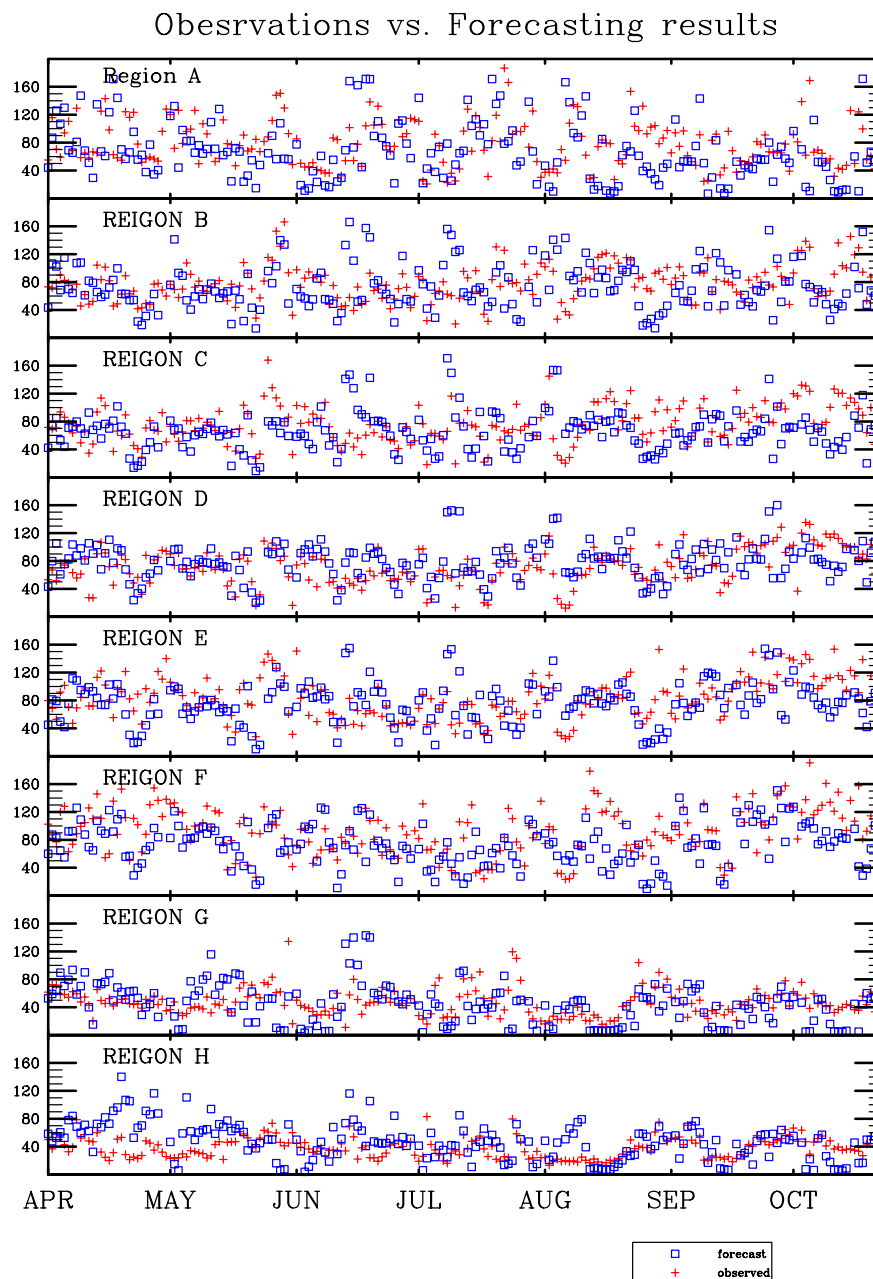 Obesrvations vs. Forecasting results
Region A
160
120
80
40
REIGON B
160
120
80
40
REIGON C
160
120
80
40
REIGON D
160
120
80
40
REIGON E
160
120
80
40
REIGON F
160
120
80
40
REIGON G
160
120
80
40
REIGON H
160
120
80
40
APR MAY JUN JUL AUG SEP OCT
forecast
observed